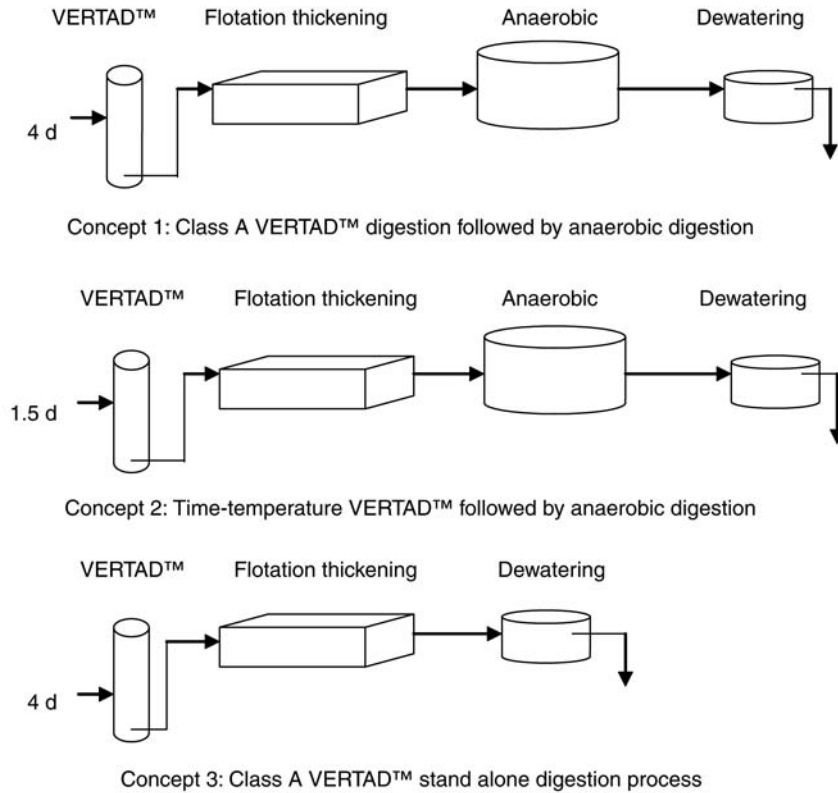 VERTAD™ Flotation thickening Anaerobic Dewatering
4 d
Concept 1: Class A VERTAD™ digestion followed by anaerobic digestion
VERTAD™ Flotation thickening Anaerobic Dewatering
1.5 d
Concept 2: Time-temperature VERTAD™ followed by anaerobic digestion
VERTAD™ Flotation thickening Dewatering
4 d
Concept 3: Class A VERTAD™ stand alone digestion process